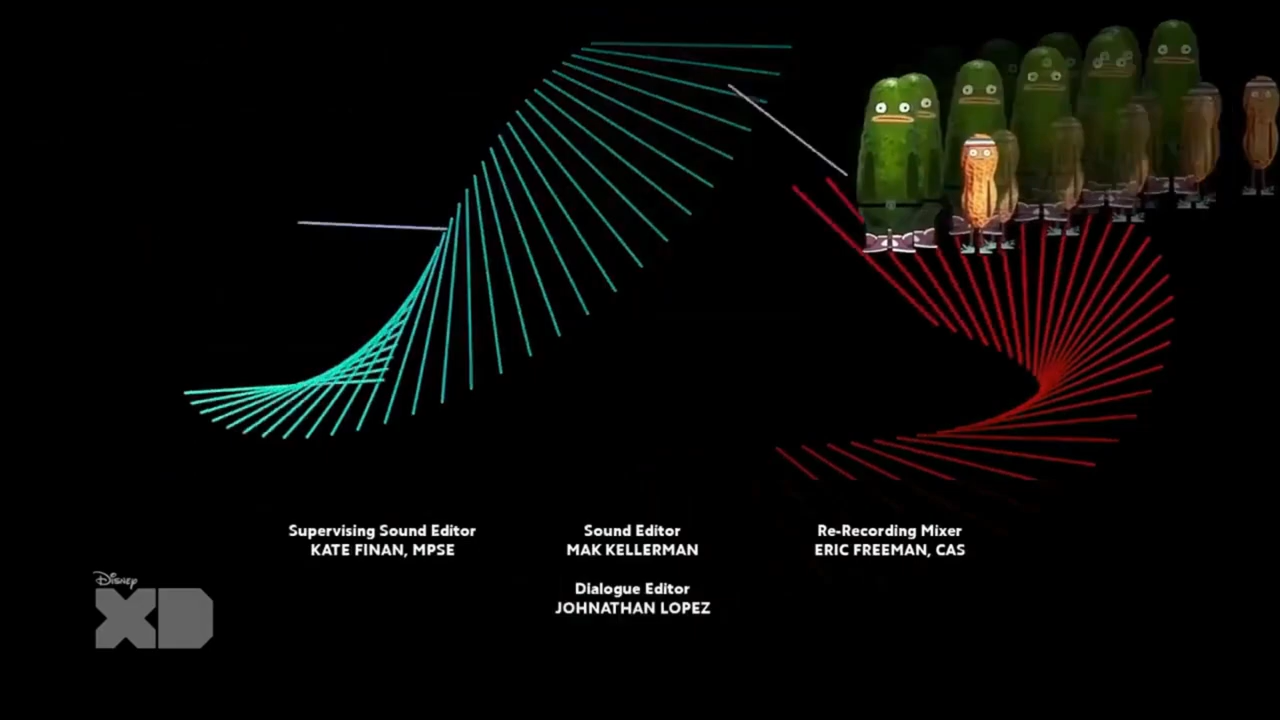 Supervising Sound Editor
KATE FINAN, MPSE
Sound Editor
MAK KELLERMAN
Dialogue Editor
JOHNATHAN LOPEZ
Re-Recording Mixer
ERIC FREEMAN, CAS
Disney
XD